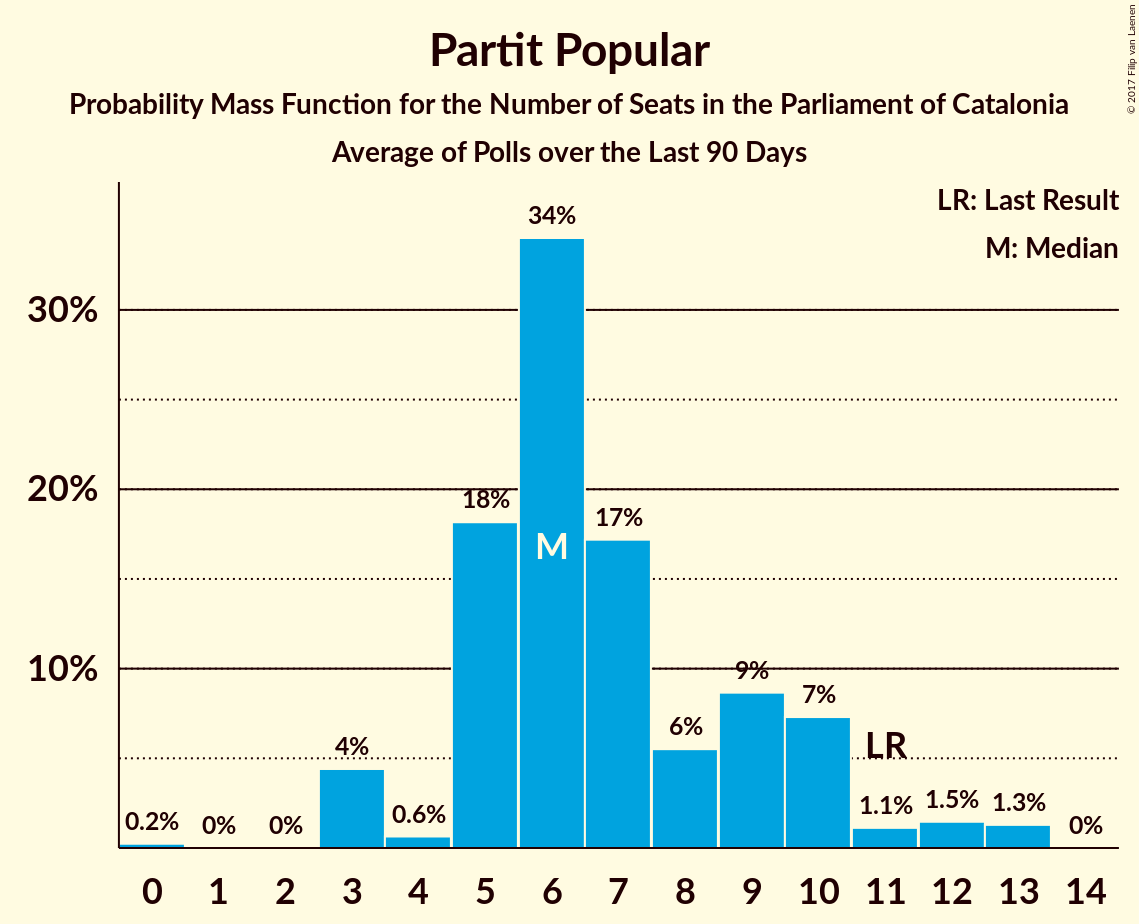 Partit Popular
Probability Mass Function for the Number of Seats in the Parliament of Catalonia
Average of Polls over the Last 90 Days
© 2017 Filip van Laenen
LR: Last Result
M: Median
34%
30%
20%
18%
17%
M
10%
9%
7%
6%
LR
4%
1.5%
1.3%
1.1%
0.6%
0.2%
0%
0%
0%
0 1 2 3 4 5 6 7 8 9 10 11 12 13 14